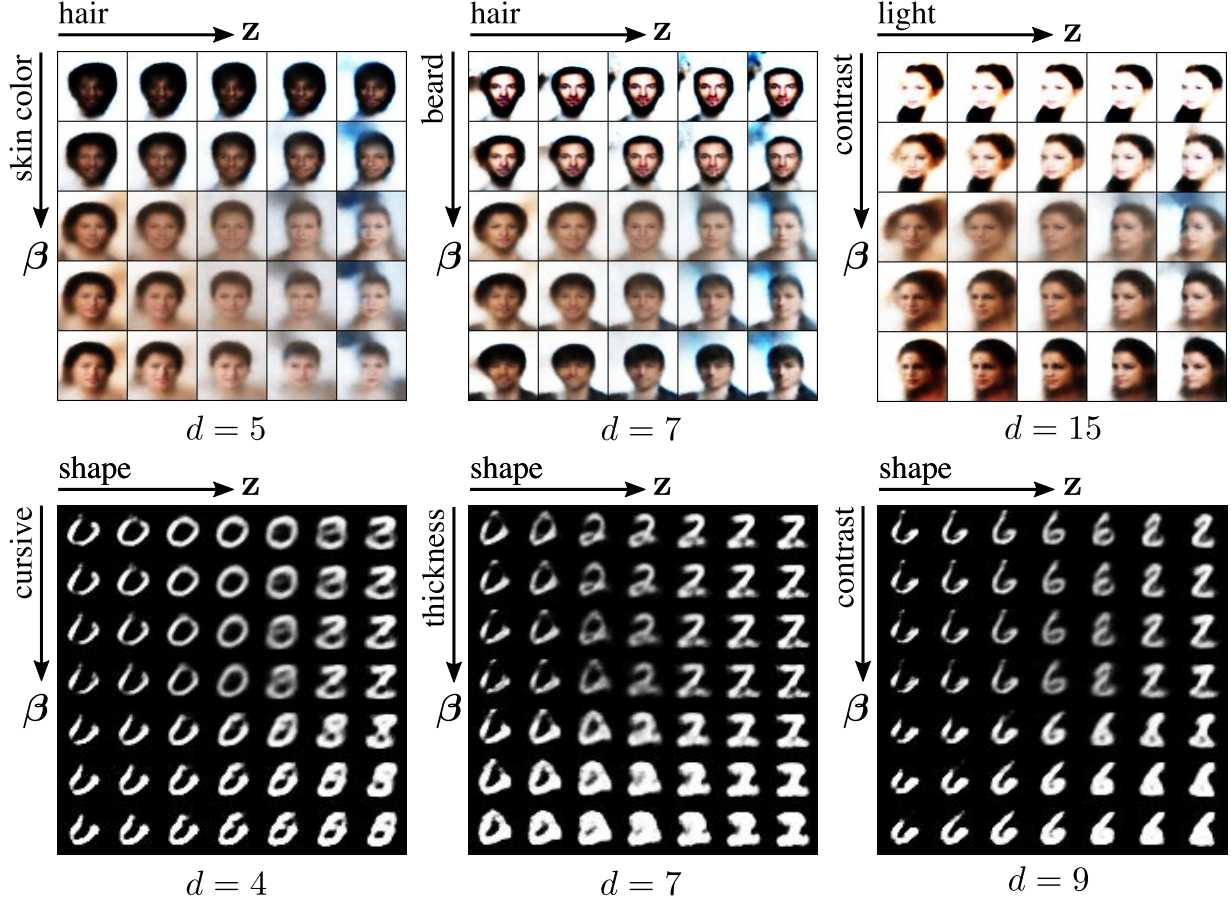 hair
z
skin color
β
d = 5
hair
z
beard
β
d = 7
light
z
contrast
β
d = 15
shape
z
cursive
β
d = 4
shape
z
thickness
β
d = 7
shape
z
contrast
β
d = 9